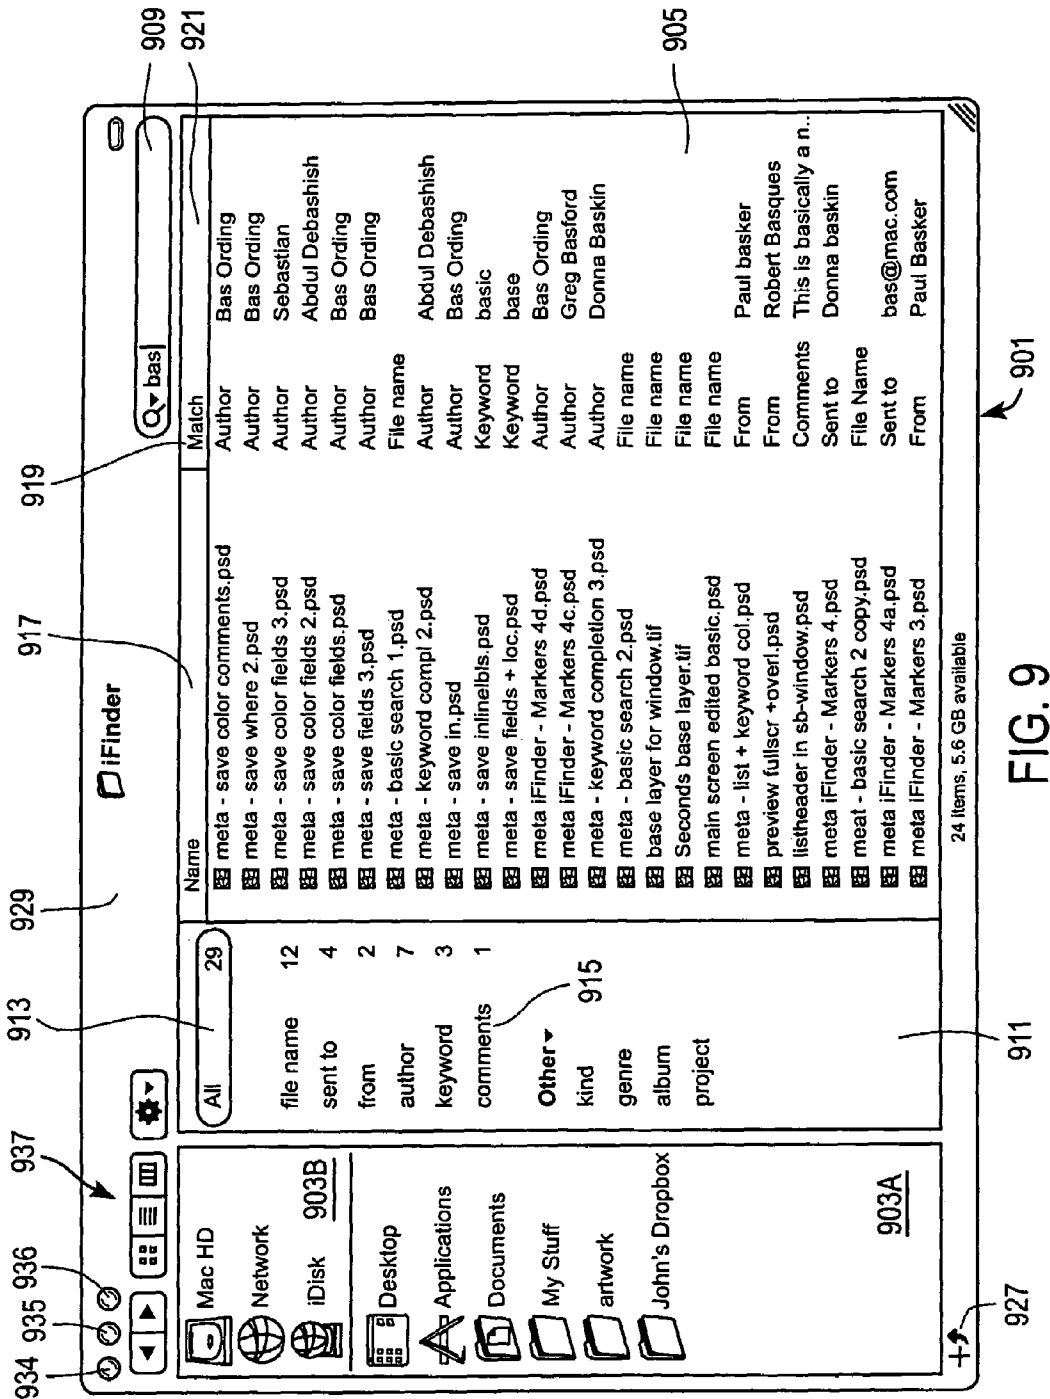 934 935 936 937 913 929 917 919 909 921
iFinder
bas
Mac HD
Network
iDisk
903B
Desktop
Applications
Documents
My Stuff
artwork
John's Dropbox
903A
All 29
file name 12
sent to 4
from 2
author 7
keyword 3
comments 1
915
Other
kind
genre
album
project
Name Match
meta - save color comments.psd Author Bas Ording
meta - save where 2.psd Author Bas Ording
meta - save color fields 3.psd Author Sebastian
meta - save color fields 2.psd Author Abdul Debashish
meta - save color fields.psd Author Bas Ording
meta - save fields 3.psd Author Bas Ording
meta - basic search 1.psd File name
meta - keyword compl 2.psd Author Abdul Debashish
meta - save in.psd Author Bas Ording
meta - save inlinelbls.psd Keyword basic
meta - save fields + loc.psd Keyword base
meta iFinder - Markers 4d.psd Author Bas Ording
meta iFinder - Markers 4c.psd Author Greg Basford
meta - keyword completion 3.psd Author Donna Baskin
meta - basic search 2.psd File name
base layer for window.tif File name
Seconds base layer.tif File name
main screen edited basic.psd File name
meta - list + keyword col.psd From Paul basker
preview fullscr +overl.psd From Robert Basques
listheader in sb-window.psd Comments This is basically a n..
meta iFinder - Markers 4.psd Sent to Donna baskin
meat - basic search 2 copy.psd File Name
meta iFinder - Markers 4a.psd Sent to bas@mac.com
meta iFinder - Markers 3.psd From Paul Basker
905
24 items, 5.6 GB available
927 911 901
FIG. 9